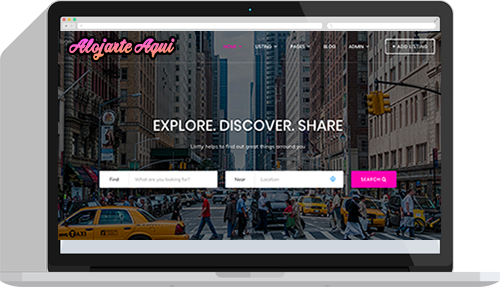 Alojarte Aqui
LISTING PAGES BLOG ADMIN + ADD LISTING
EXPLORE. DISCOVER. SHARE
Listty helps to find out great things around you
Find What are you looking for? Near Location SEARCH
TAXI